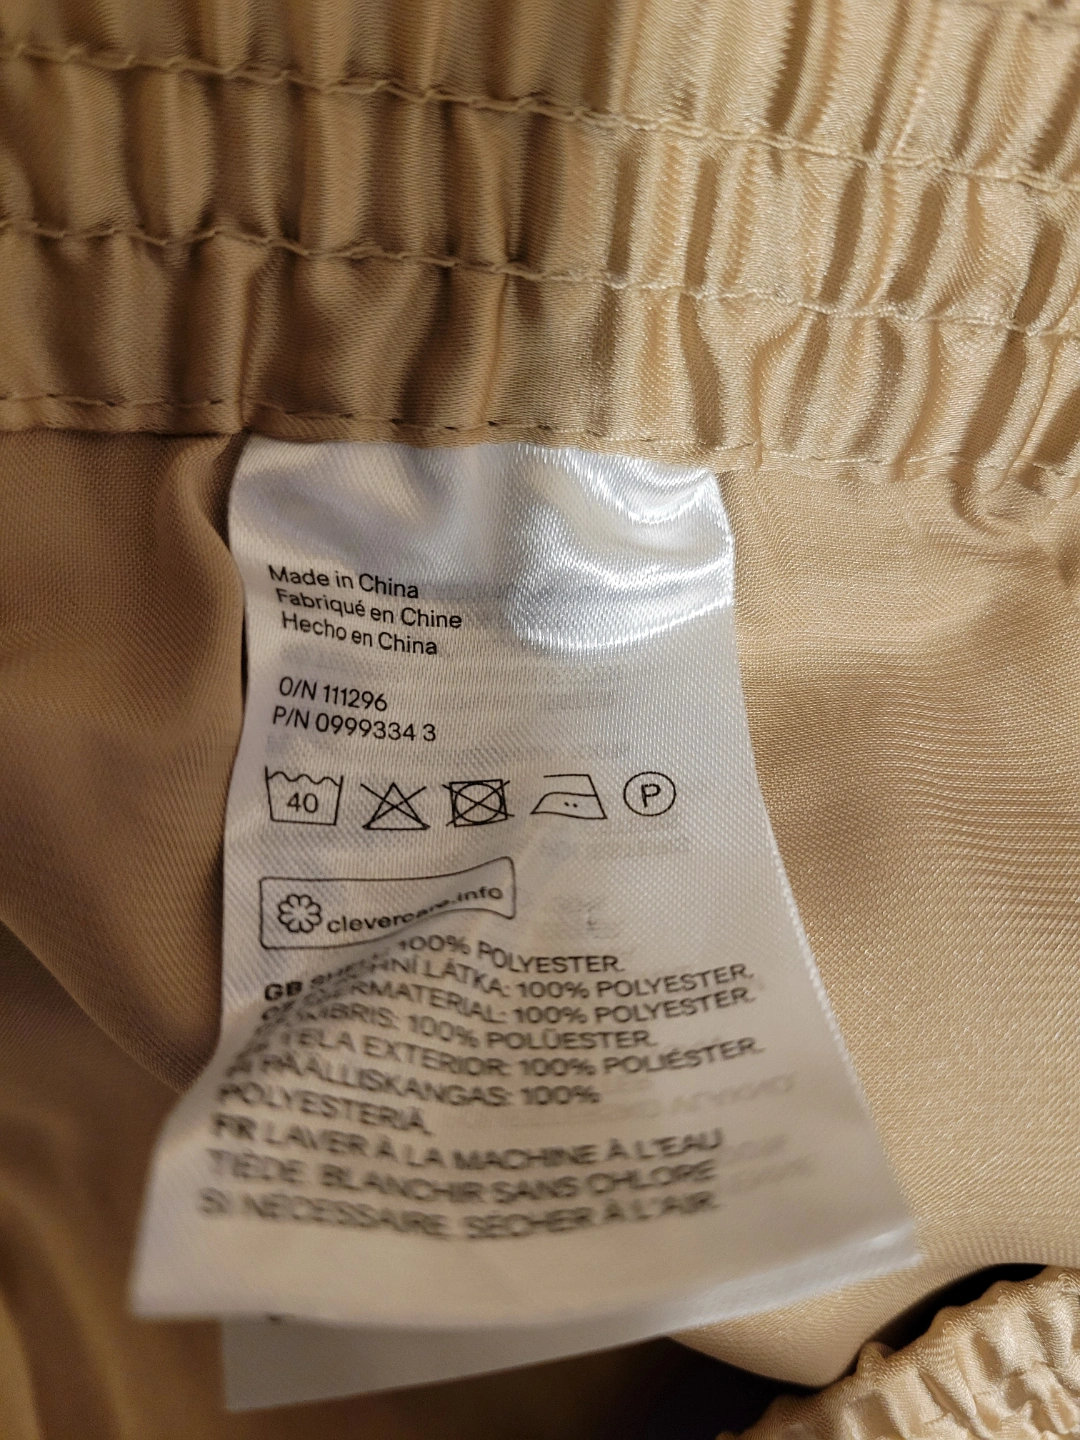 Made in China
Fabriqué en Chine
Hecho en China
O/N 111296
P/N 0999334 3
40
P
clevercare.info
GB 100% POLYESTER.
LÁTKA: 100% POLYESTER.
100% POLYESTER.
100% POLÜESTER.
TELA EXTERIOR: 100% POLIÉSTER.
PÄÄLLISKANGAS: 100%
POLYESTERIÄ.
FR LAVER À LA MACHINE À L'EAU
TIÈDE. BLANCHIR SANS CHLORE
SI NÉCESSAIRE. SÉCHER À L'AIR.